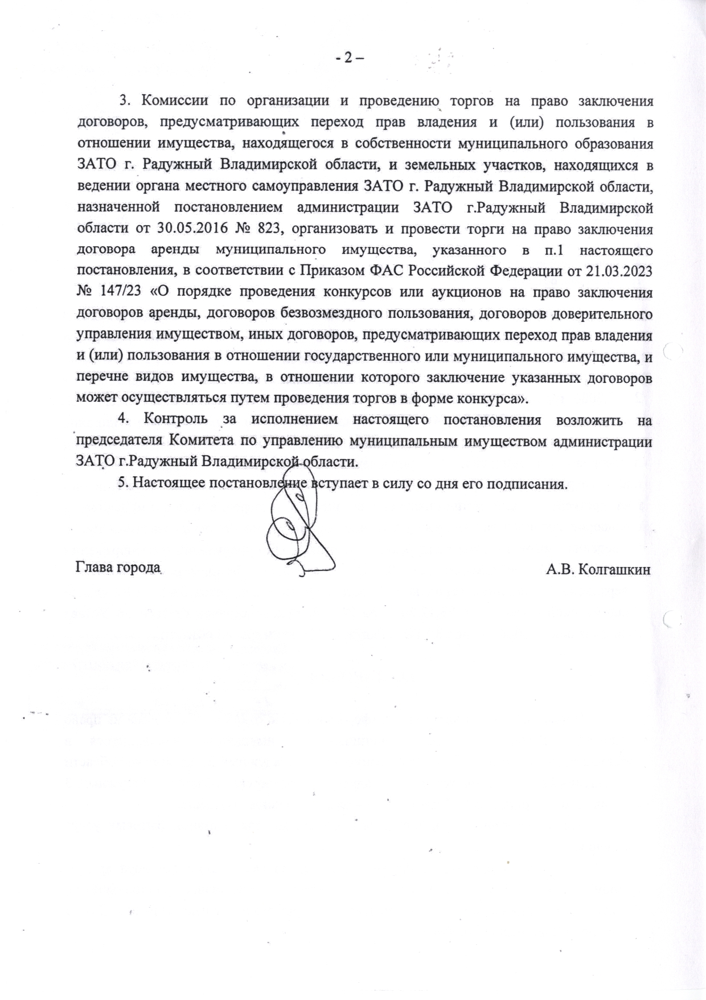 - 2 –
3. Комиссии по организации и проведению торгов на право заключения
договоров, предусматривающих переход прав владения и (или) пользования в
отношении имущества, находящегося в собственности муниципального образования
ЗАТО г. Радужный Владимирской области, и земельных участков, находящихся в
ведении органа местного самоуправления ЗАТО г. Радужный Владимирской области,
назначенной постановлением администрации ЗАТО г.Радужный Владимирской
области от 30.05.2016 № 823, организовать и провести торги на право заключения
договора аренды муниципального имущества, указанного в п.1 настоящего
постановления, в соответствии с Приказом ФАС Российской Федерации от 21.03.2023
№ 147/23 «О порядке проведения конкурсов или аукционов на право заключения
договоров аренды, договоров безвозмездного пользования, договоров доверительного
управления имуществом, иных договоров, предусматривающих переход прав владения
и (или) пользования в отношении государственного или муниципального имущества, и
перечне видов имущества, в отношении которого заключение указанных договоров
может осуществляться путем проведения торгов в форме конкурса».
4. Контроль за исполнением настоящего постановления возложить на
председателя Комитета по управлению муниципальным имуществом администрации
ЗАТО г.Радужный Владимирской области.
5. Настоящее постановление вступает в силу со дня его подписания.
Глава города
А.В. Колгашкин